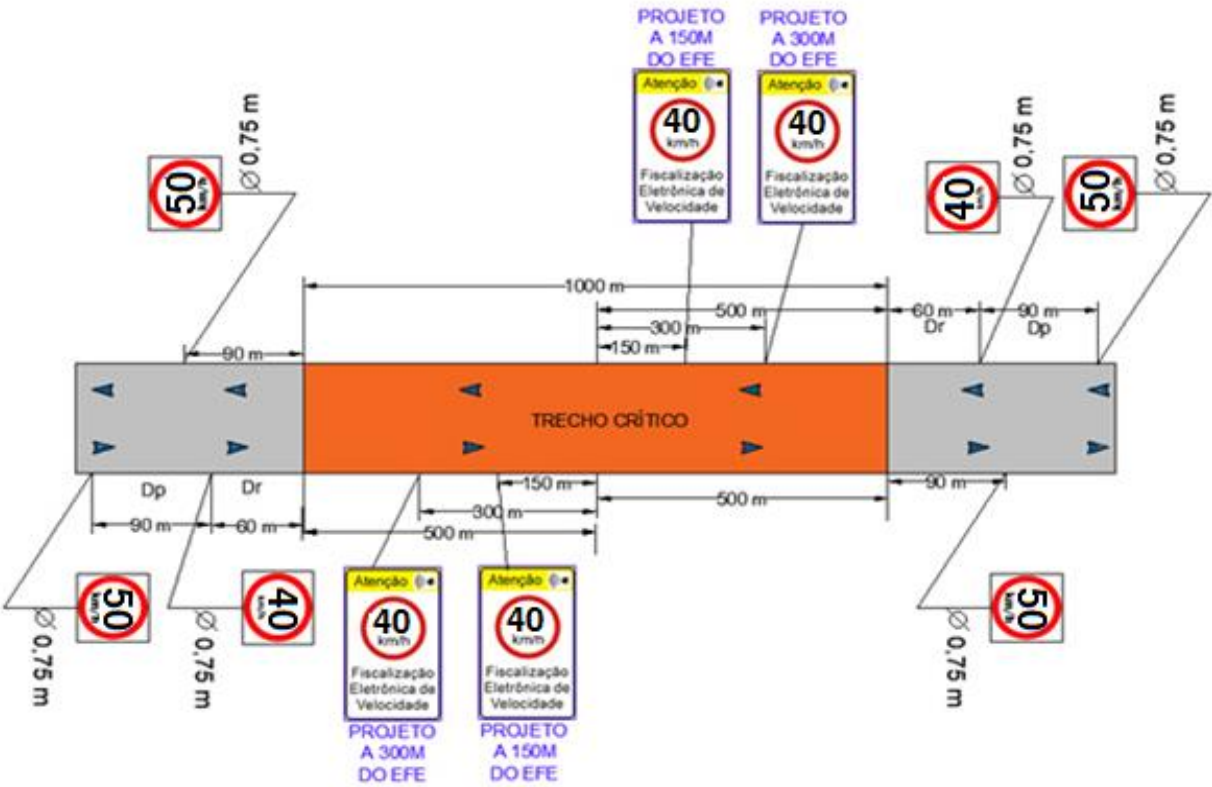 PROJETO
A 150M
DO EFE
PROJETO
A 300M
DO EFE
Atenção
40
km/h
Fiscalização
Eletrônica de
Velocidade
Atenção
40
km/h
Fiscalização
Eletrônica de
Velocidade
50
km/h
Ø 0,75 m
40
km/h
Ø 0,75 m
50
km/h
Ø 0,75 m
1000 m
500 m
60 m
90 m
Dr
Dp
300 m
150 m
90 m
TRECHO CRÍTICO
Dp
Dr
150 m
90 m
300 m
500 m
90 m
60 m
500 m
50
km/h
Ø 0,75 m
40
km/h
Ø 0,75 m
Atenção
40
km/h
Fiscalização
Eletrônica de
Velocidade
PROJETO
A 300M
DO EFE
Atenção
40
km/h
Fiscalização
Eletrônica de
Velocidade
PROJETO
A 150M
DO EFE
50
km/h
Ø 0,75 m